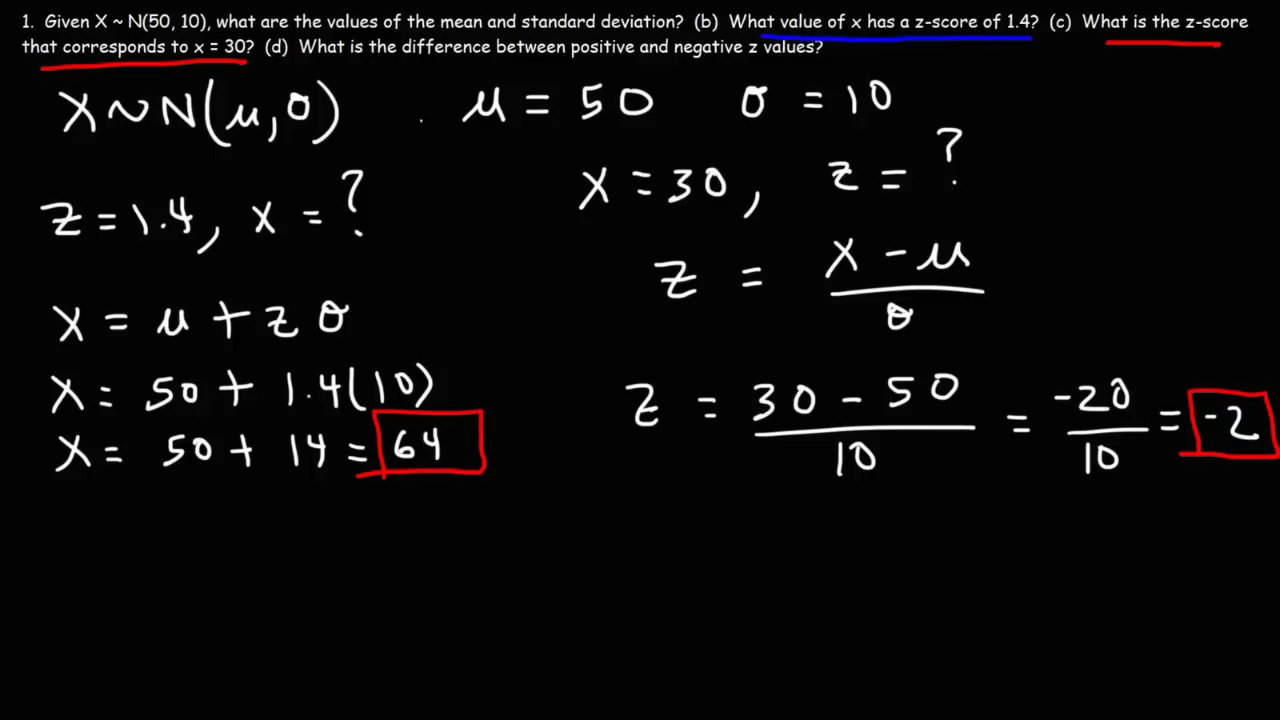 1. Given X ~ N(50, 10), what are the values of the mean and standard deviation? (b) What value of x has a z-score of 1.4? (c) What is the z-score
that corresponds to x = 30? (d) What is the difference between positive and negative z values?
X ~ N(μ, σ) μ = 50 σ = 10
x = 30, z = ?
z = 1.4, x = ?
z = (x - μ)/σ
x = μ + z σ
x = 50 + 1.4(10)
z = (30 - 50)/10 = -20/10 = -2
x = 50 + 14 = 64